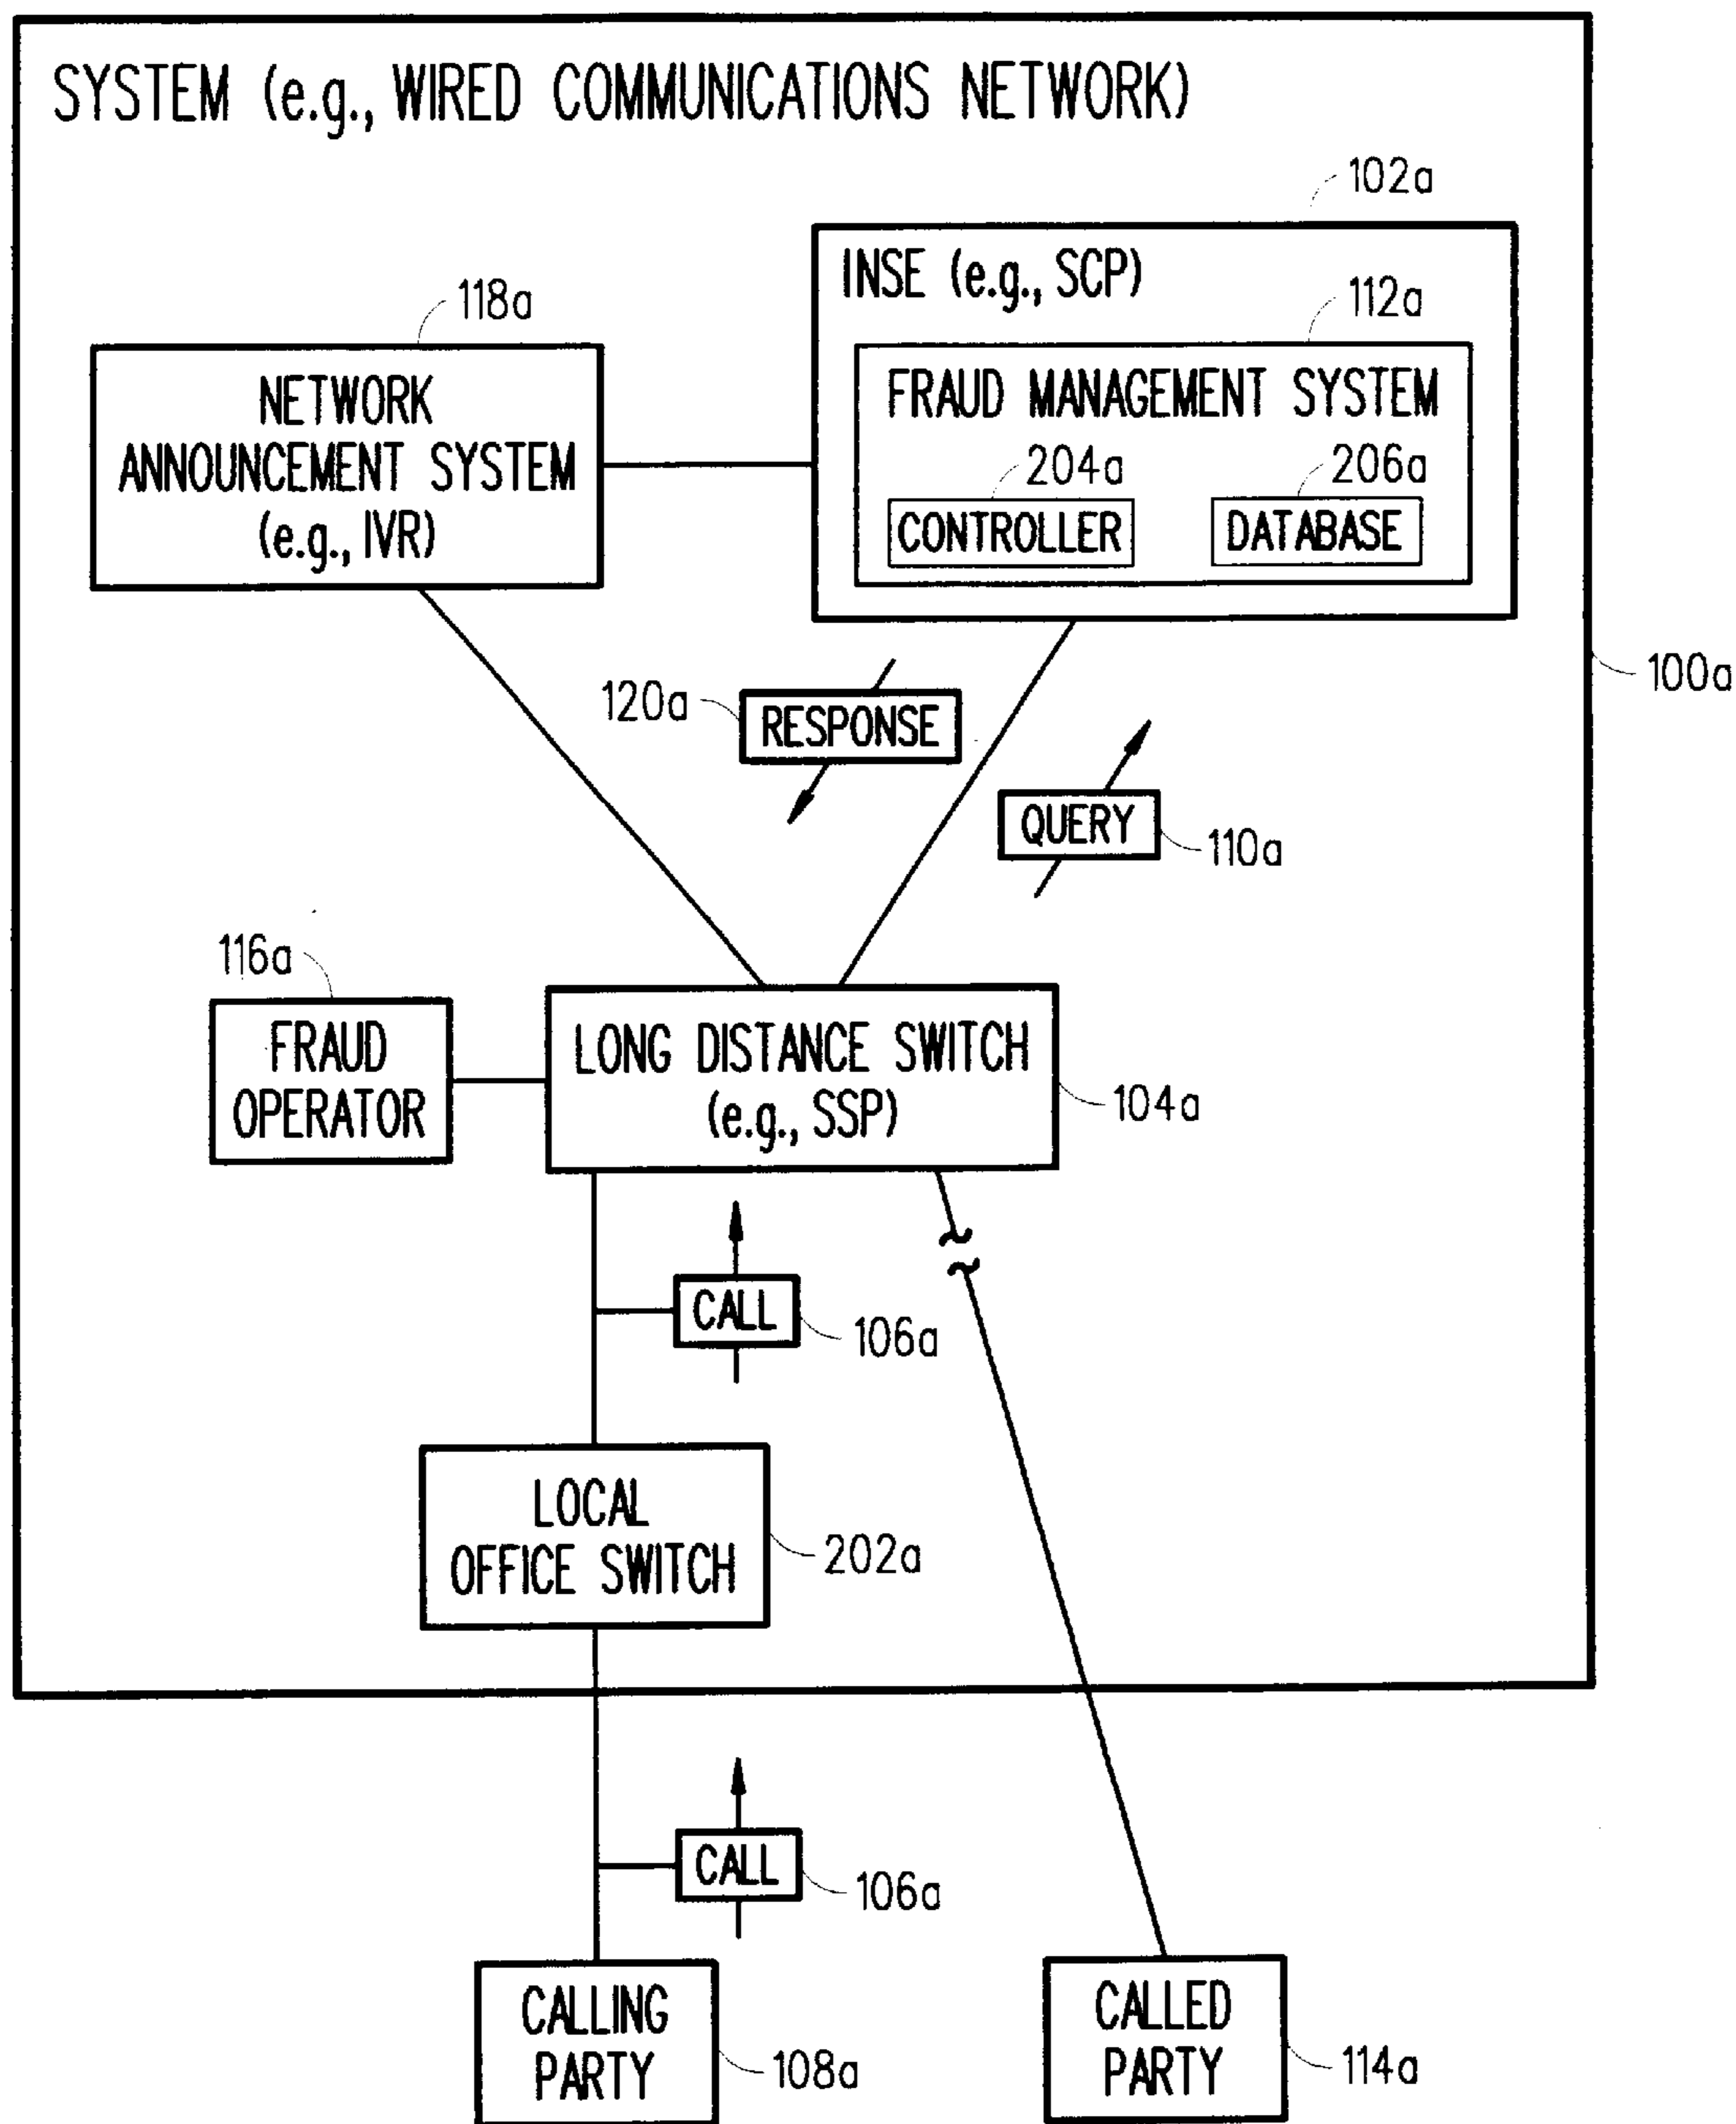 SYSTEM (e.g., WIRED COMMUNICATIONS NETWORK)
102a
INSE (e.g., SCP)
118a
112a
NETWORK
ANNOUNCEMENT SYSTEM
(e.g., IVR)
FRAUD MANAGEMENT SYSTEM
204a
206a
CONTROLLER
DATABASE
100a
120a
RESPONSE
QUERY
110a
116a
FRAUD
OPERATOR
LONG DISTANCE SWITCH
(e.g., SSP)
104a
CALL
106a
LOCAL
OFFICE SWITCH
202a
CALL
106a
CALLING
PARTY
108a
CALLED
PARTY
114a